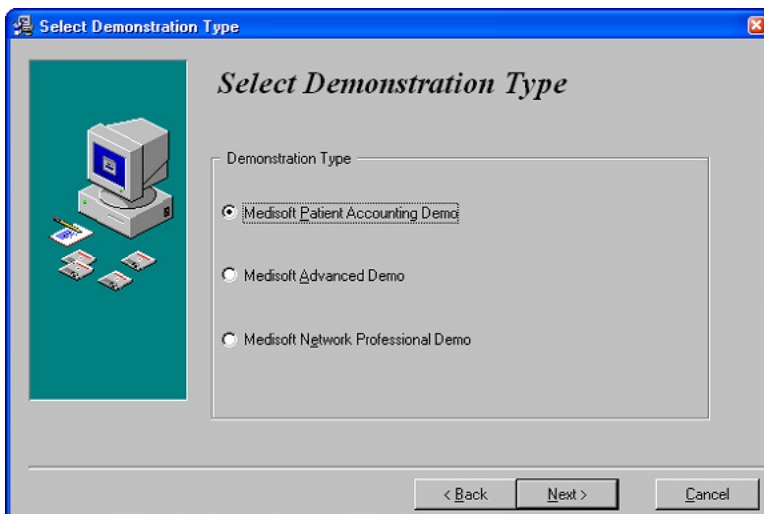 Select Demonstration Type
Select Demonstration Type
Demonstration Type
Medisoft Patient Accounting Demo
Medisoft Advanced Demo
Medisoft Network Professional Demo
< Back
Next >
Cancel